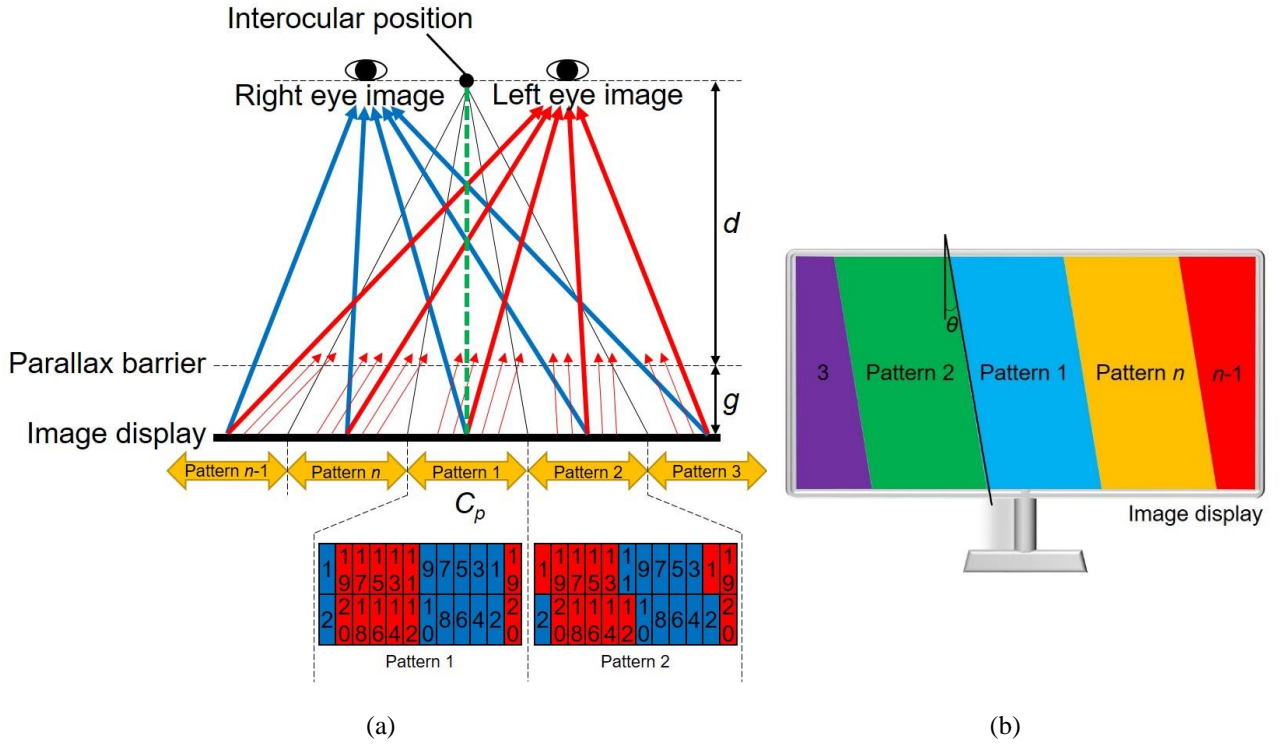 Interocular position
Right eye image
Left eye image
d
Parallax barrier
g
Image display
Pattern n-1
Pattern n
Pattern 1
Pattern 2
Pattern 3
Cp
1 19 17 15 13 11 9 7 5 3 1 19
2 20 18 16 14 12 10 8 6 4 2 20
Pattern 1
1 19 17 15 13 11 9 7 5 3 1 19
2 20 18 16 14 12 10 8 6 4 2 20
Pattern 2
(a)
θ
3
Pattern 2
Pattern 1
Pattern n
n-1
Image display
(b)